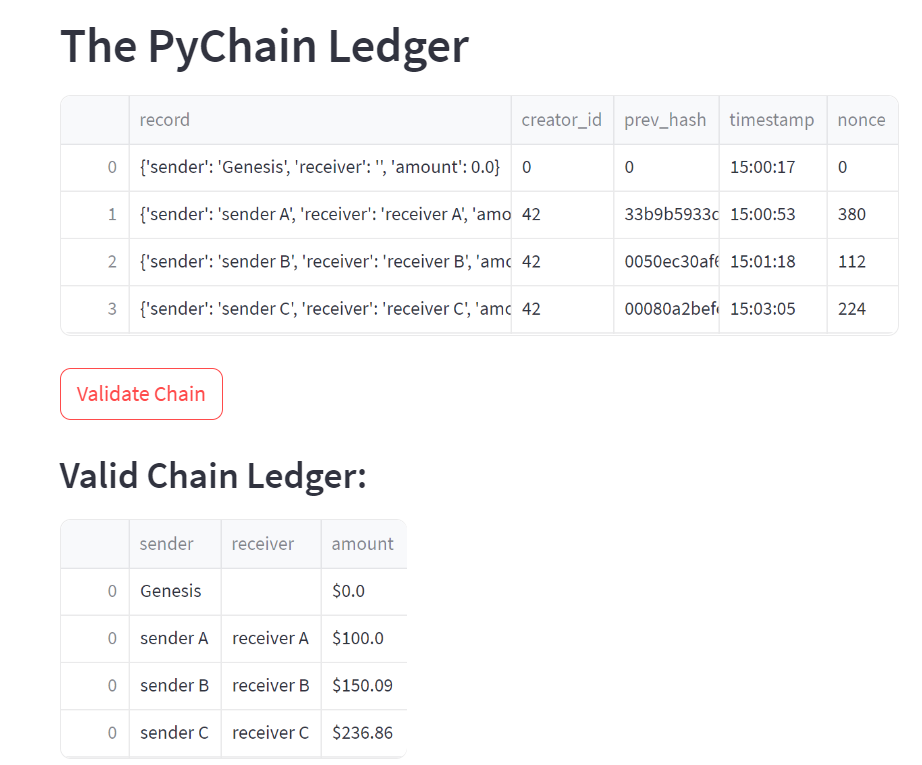 The PyChain Ledger
record creator_id prev_hash timestamp nonce
0 {'sender': 'Genesis', 'receiver': '', 'amount': 0.0} 0 0 15:00:17 0
1 {'sender': 'sender A', 'receiver': 'receiver A', 'amo 42 33b9b5933c 15:00:53 380
2 {'sender': 'sender B', 'receiver': 'receiver B', 'amo 42 0050ec30af6 15:01:18 112
3 {'sender': 'sender C', 'receiver': 'receiver C', 'amo 42 00080a2befe 15:03:05 224
Validate Chain
Valid Chain Ledger:
sender receiver amount
0 Genesis $0.0
0 sender A receiver A $100.0
0 sender B receiver B $150.09
0 sender C receiver C $236.86